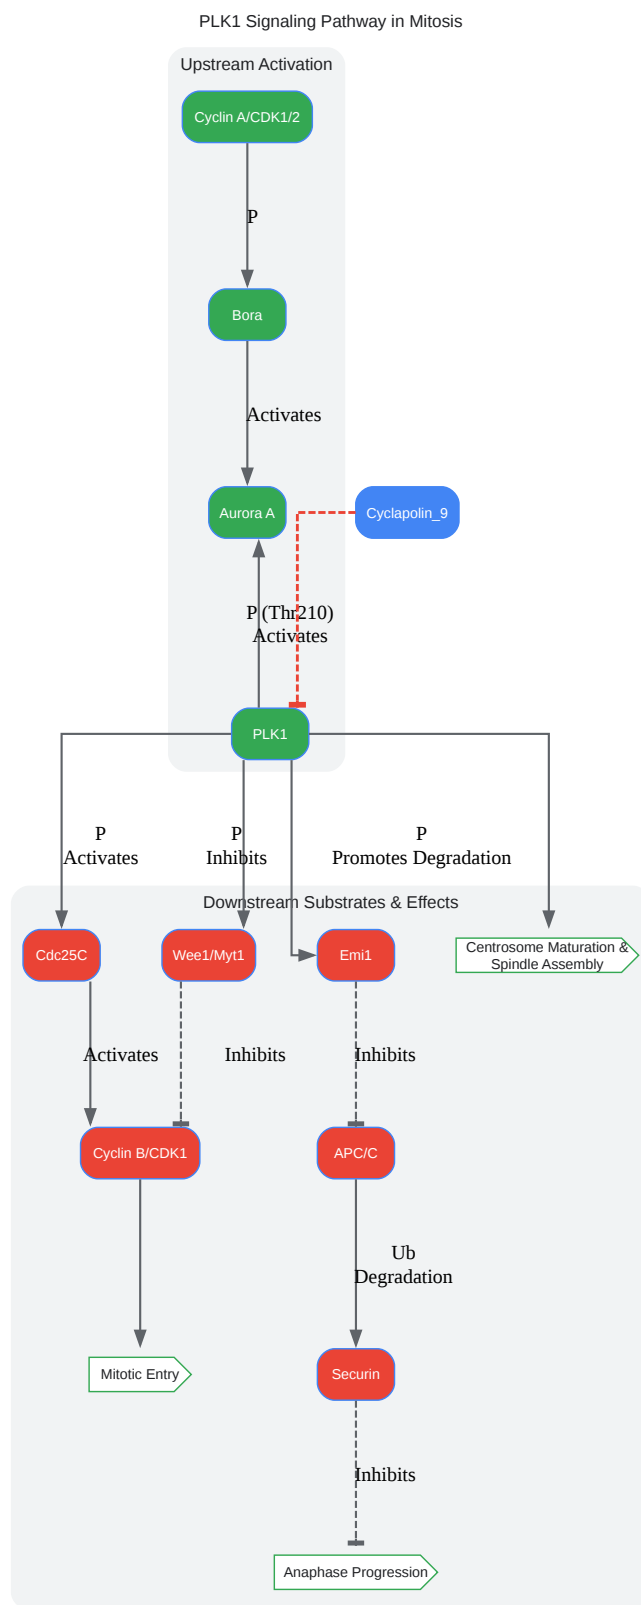 PLK1 Signaling Pathway in Mitosis
Upstream Activation
Cyclin A/CDK1/2
P
Bora
Activates
Aurora A
Cyclapolin_9
P (Thr210)
Activates
PLK1
P
Activates
P
Inhibits
P
Promotes Degradation
Downstream Substrates & Effects
Cdc25C
Wee1/Myt1
Emi1
Centrosome Maturation &
Spindle Assembly
Activates
Inhibits
Inhibits
Cyclin B/CDK1
APC/C
Ub
Degradation
Mitotic Entry
Securin
Inhibits
Anaphase Progression